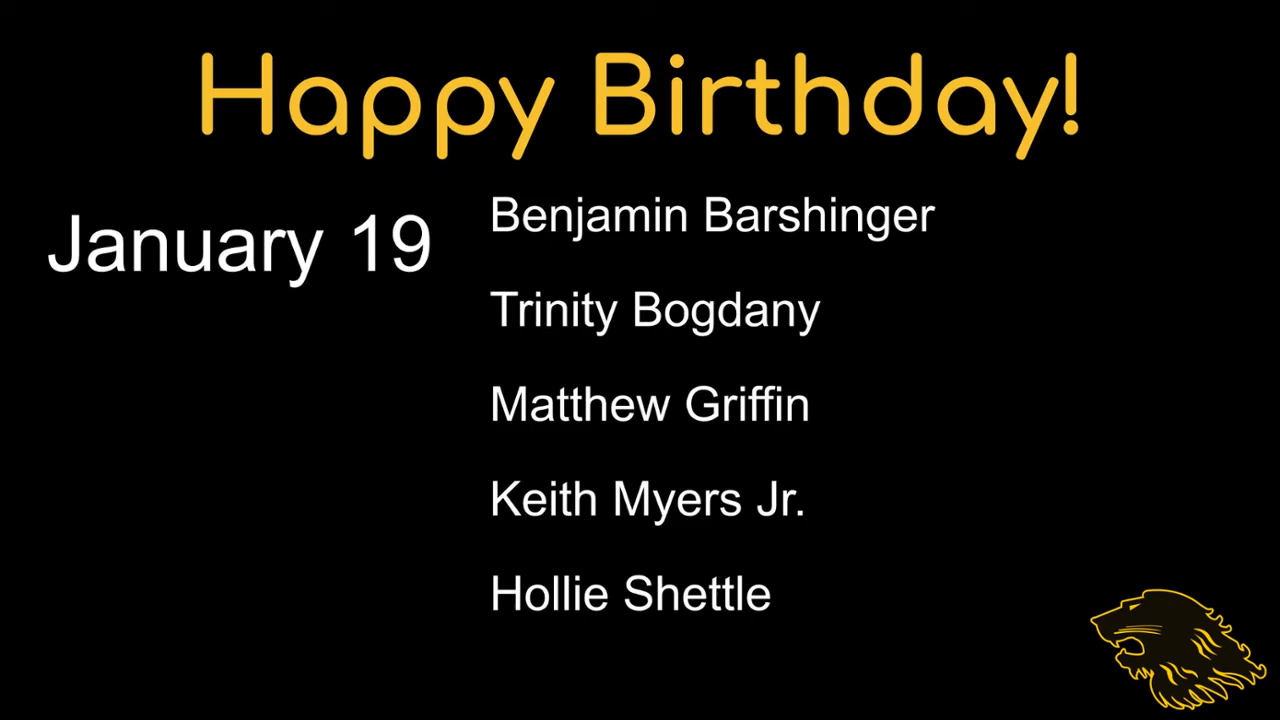 Happy Birthday!
January 19
Benjamin Barshinger
Trinity Bogdany
Matthew Griffin
Keith Myers Jr.
Hollie Shettle